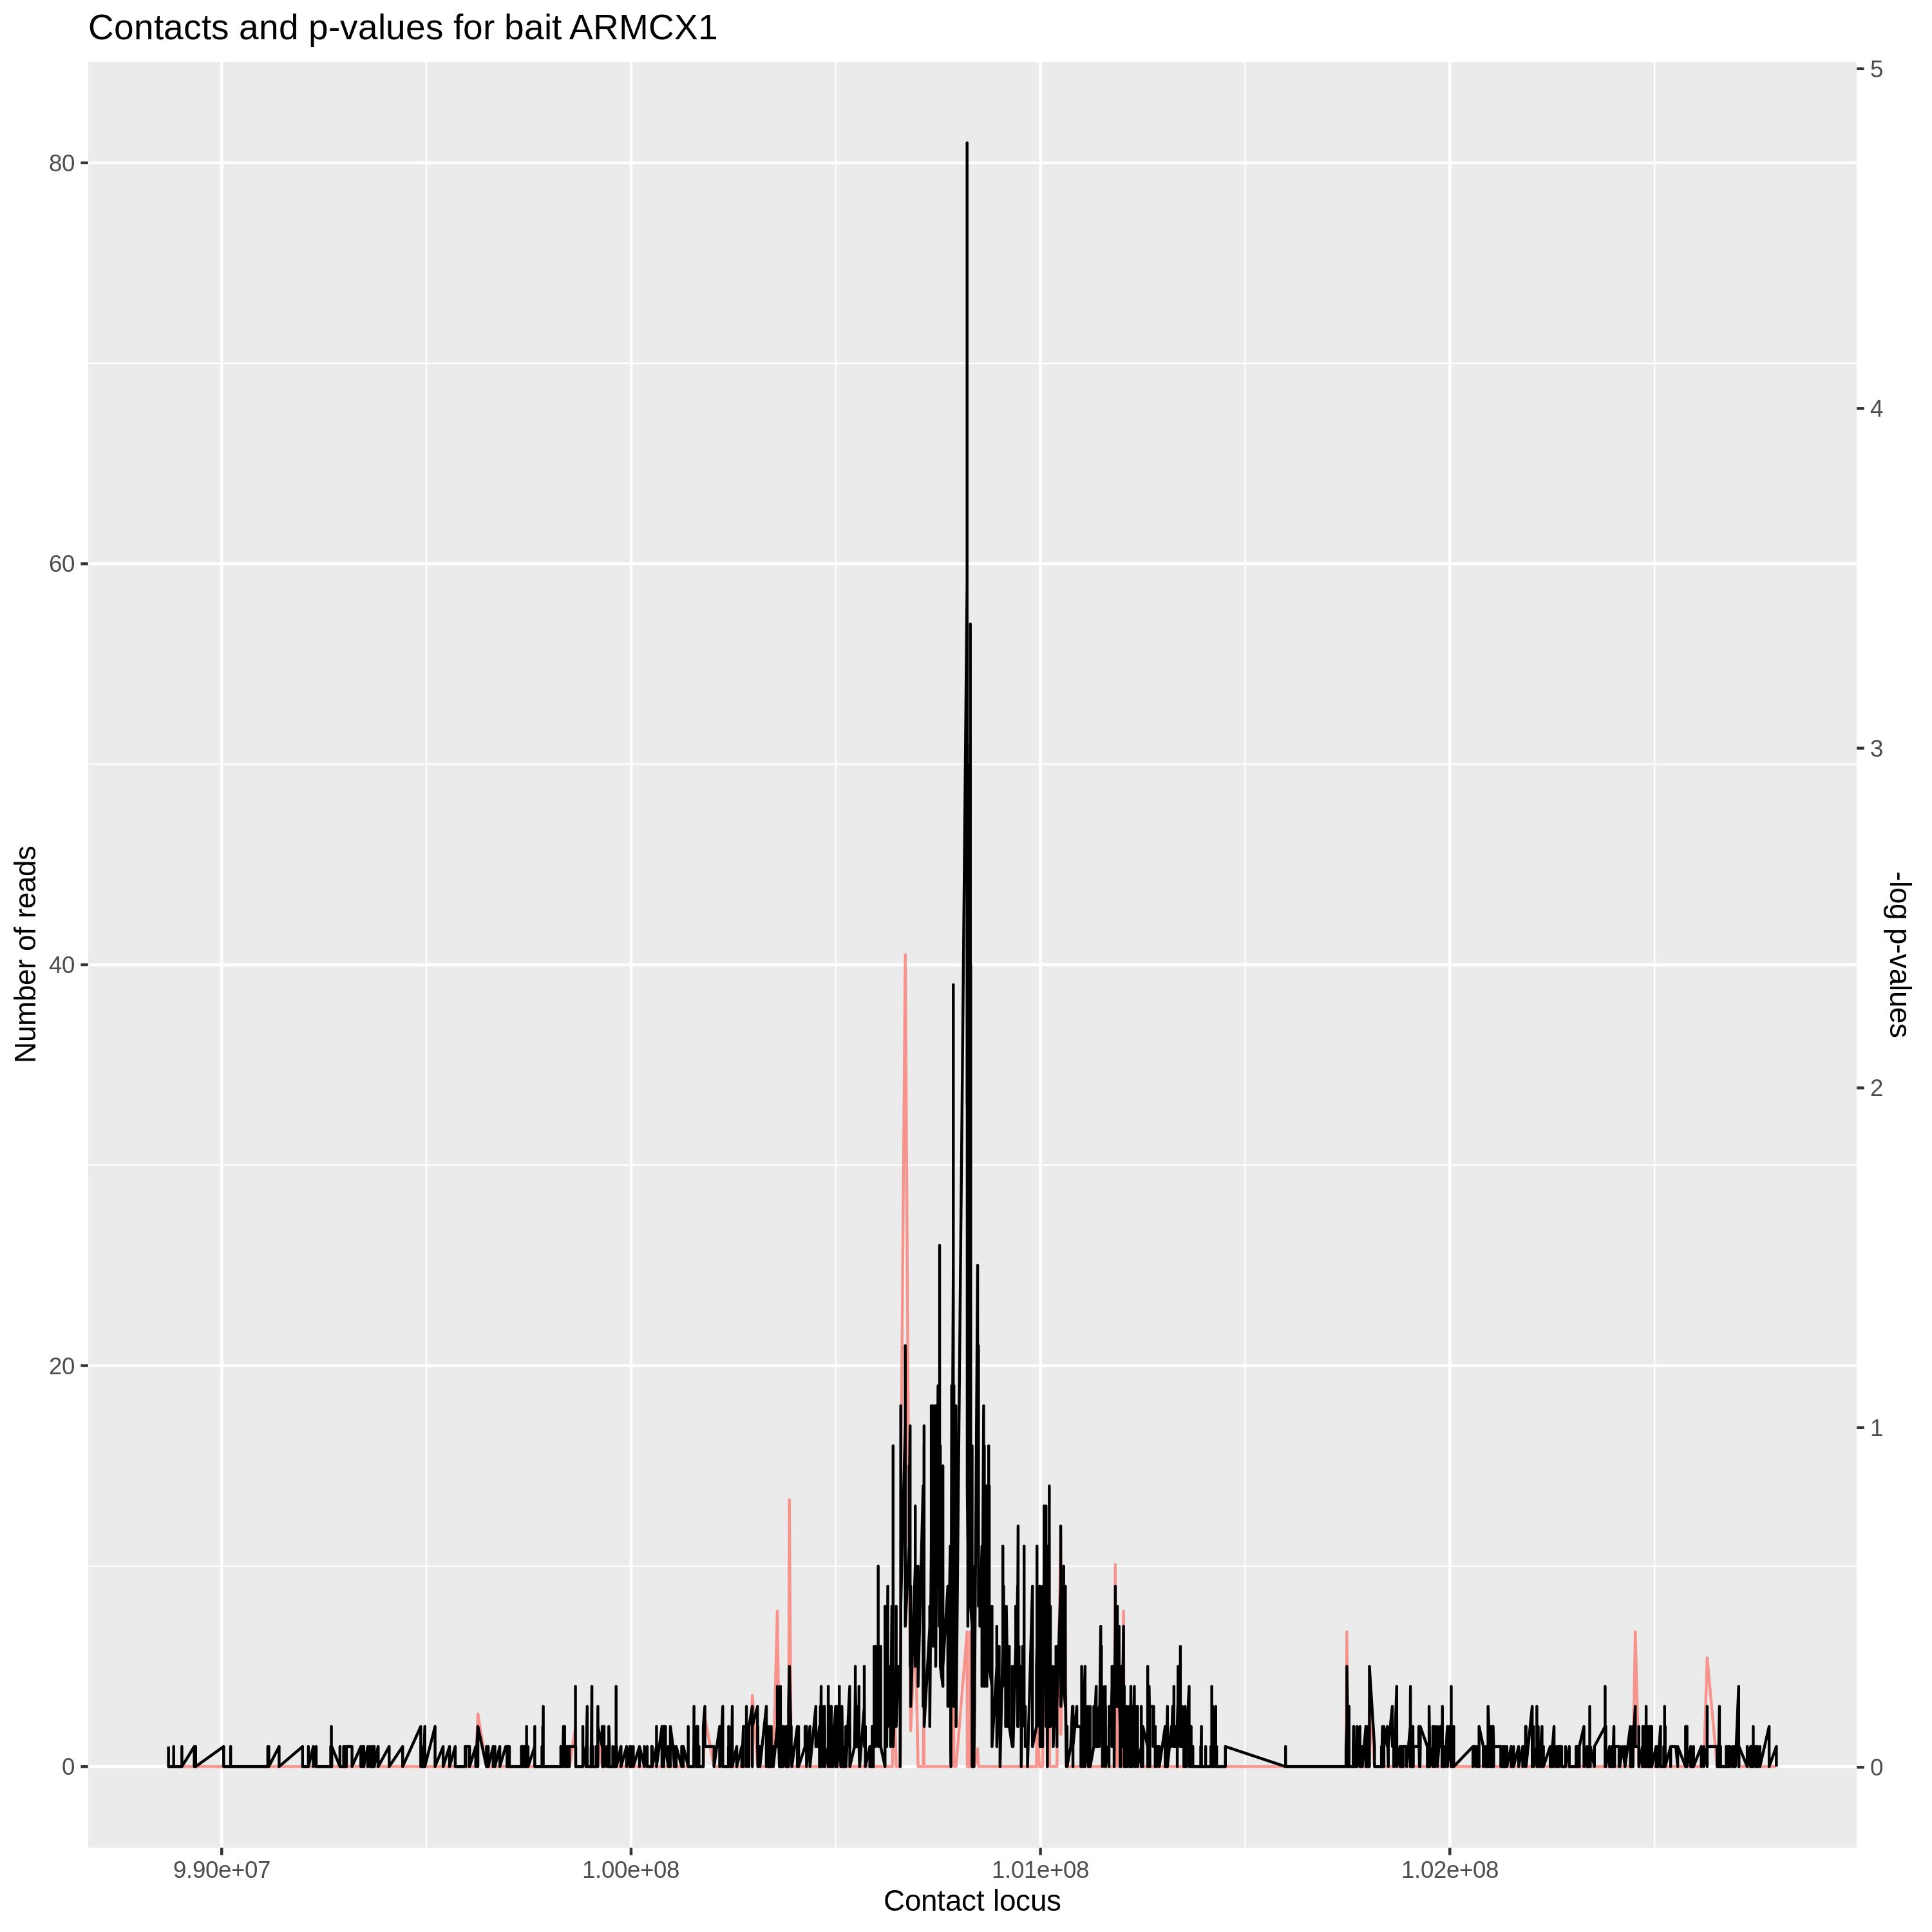 Contacts and p-values for bait ARMCX1
Number of reads
80
60
40
20
0
5
4
3
2
1
0
-log p-values
9.90e+07
1.00e+08
1.01e+08
1.02e+08
Contact locus